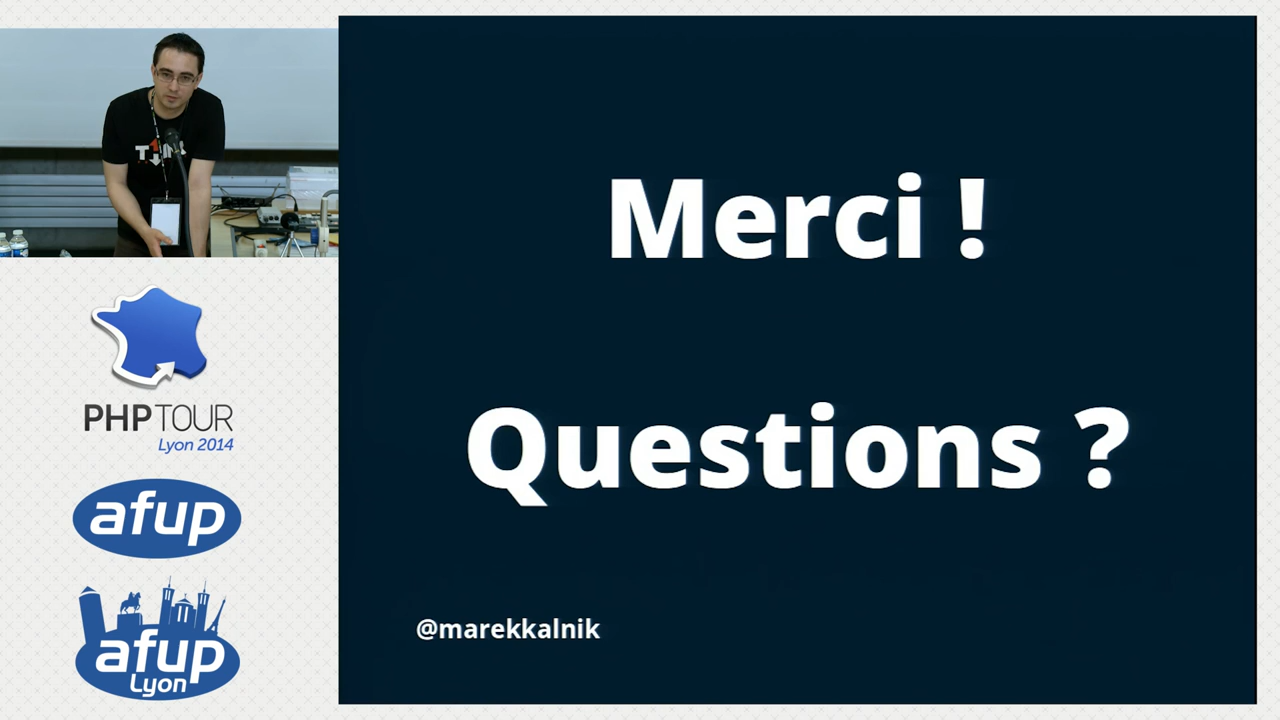 Merci !
Questions ?
@marekkalnik
PHP TOUR
Lyon 2014
afup
afup
Lyon